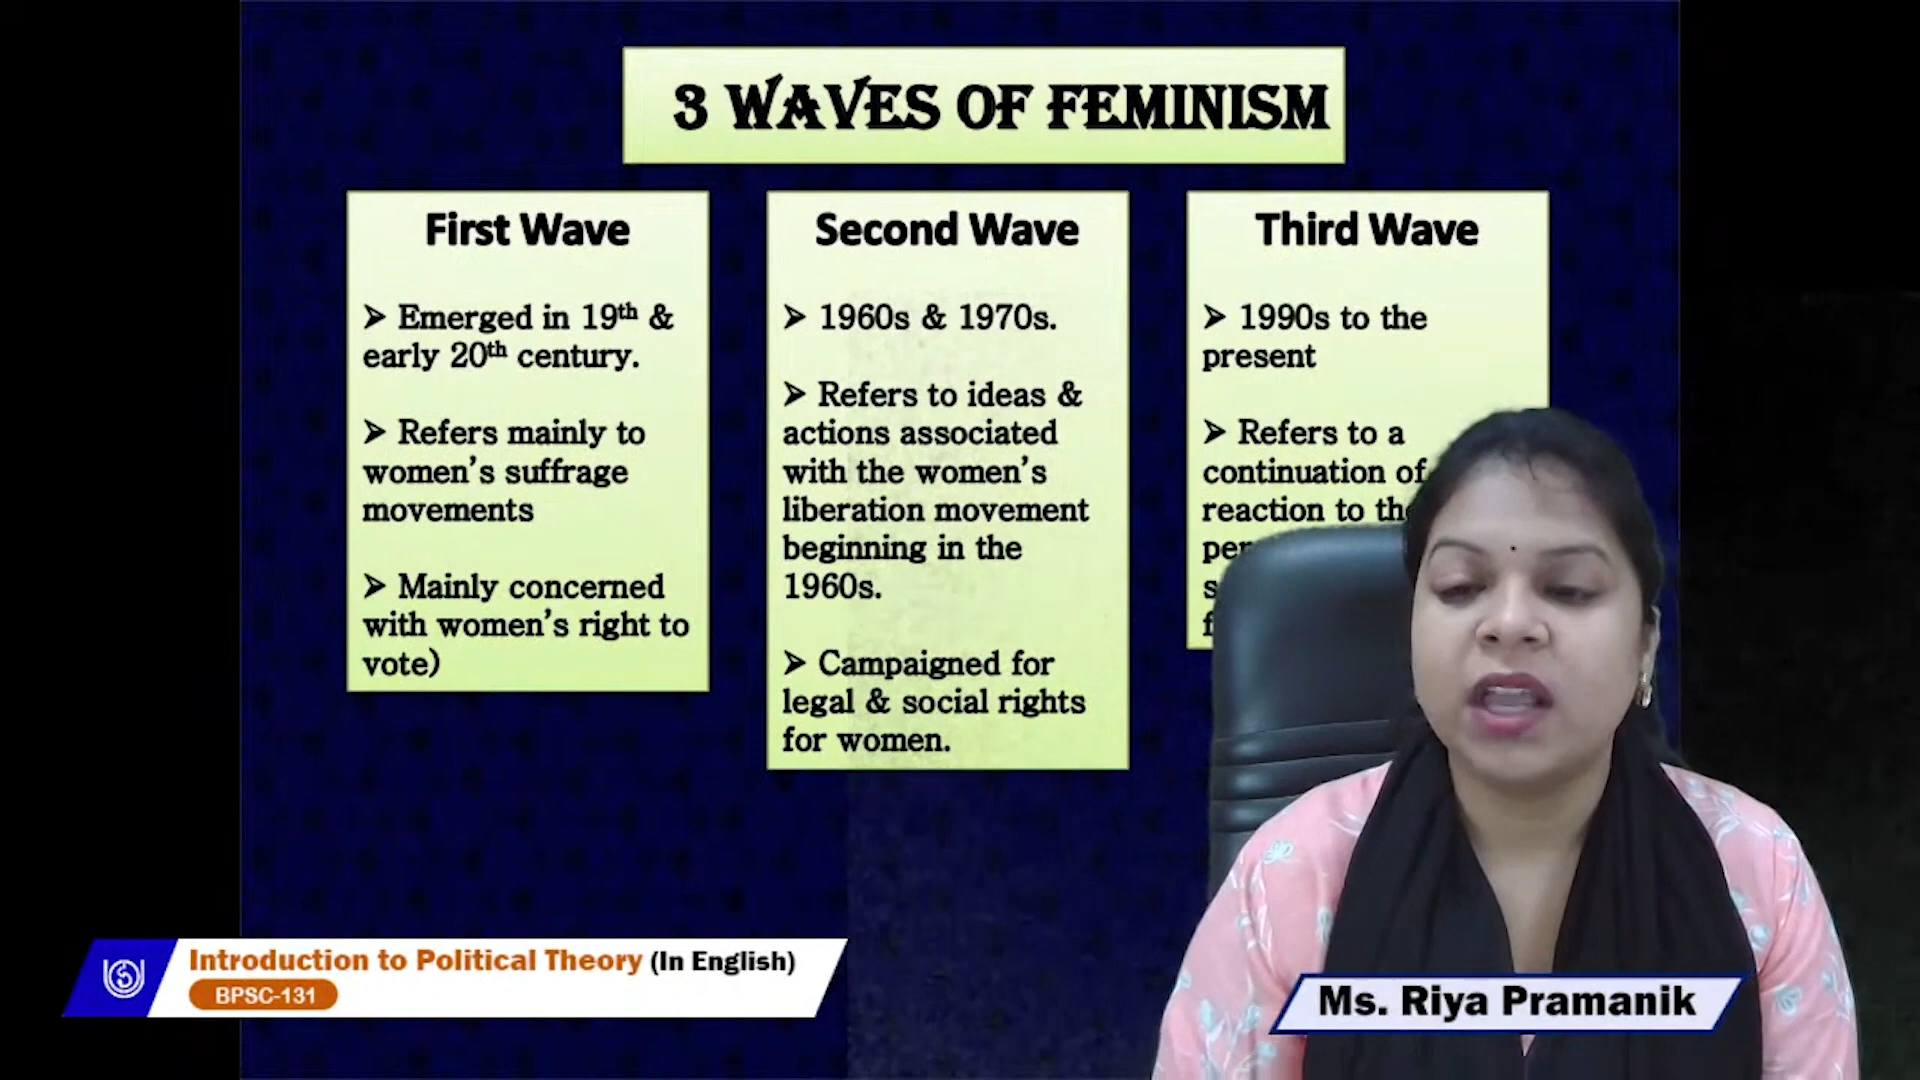 3 WAVES OF FEMINISM
First Wave
➢ Emerged in 19th &
early 20th century.
➢ Refers mainly to
women's suffrage
movements
➢ Mainly concerned
with women's right to
vote)
Second Wave
➢ 1960s & 1970s.
➢ Refers to ideas &
actions associated
with the women's
liberation movement
beginning in the
1960s.
➢ Campaigned for
legal & social rights
for women.
Third Wave
➢ 1990s to the
present
➢ Refers to a
continuation of
reaction to the
Introduction to Political Theory (In English)
BPSC-131
Ms. Riya Pramanik